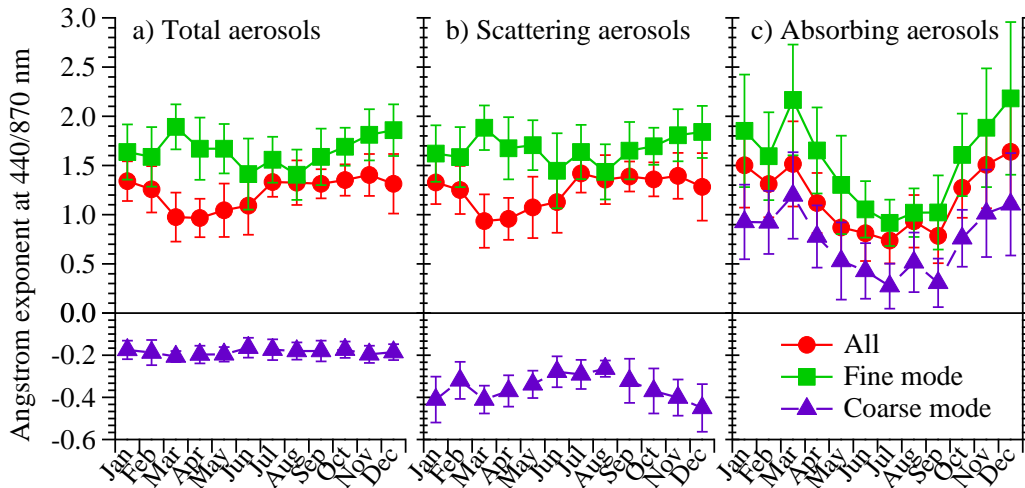 Angstrom exponent at 440/870 nm
a) Total aerosols
b) Scattering aerosols
c) Absorbing aerosols
3.0
2.5
2.0
1.5
1.0
0.5
0.0
-0.2
-0.4
-0.6
All
Fine mode
Coarse mode
Jan Feb Mar Apr May Jun Jul Aug Sep Oct Nov Dec
Jan Feb Mar Apr May Jun Jul Aug Sep Oct Nov Dec
Jan Feb Mar Apr May Jun Jul Aug Sep Oct Nov Dec